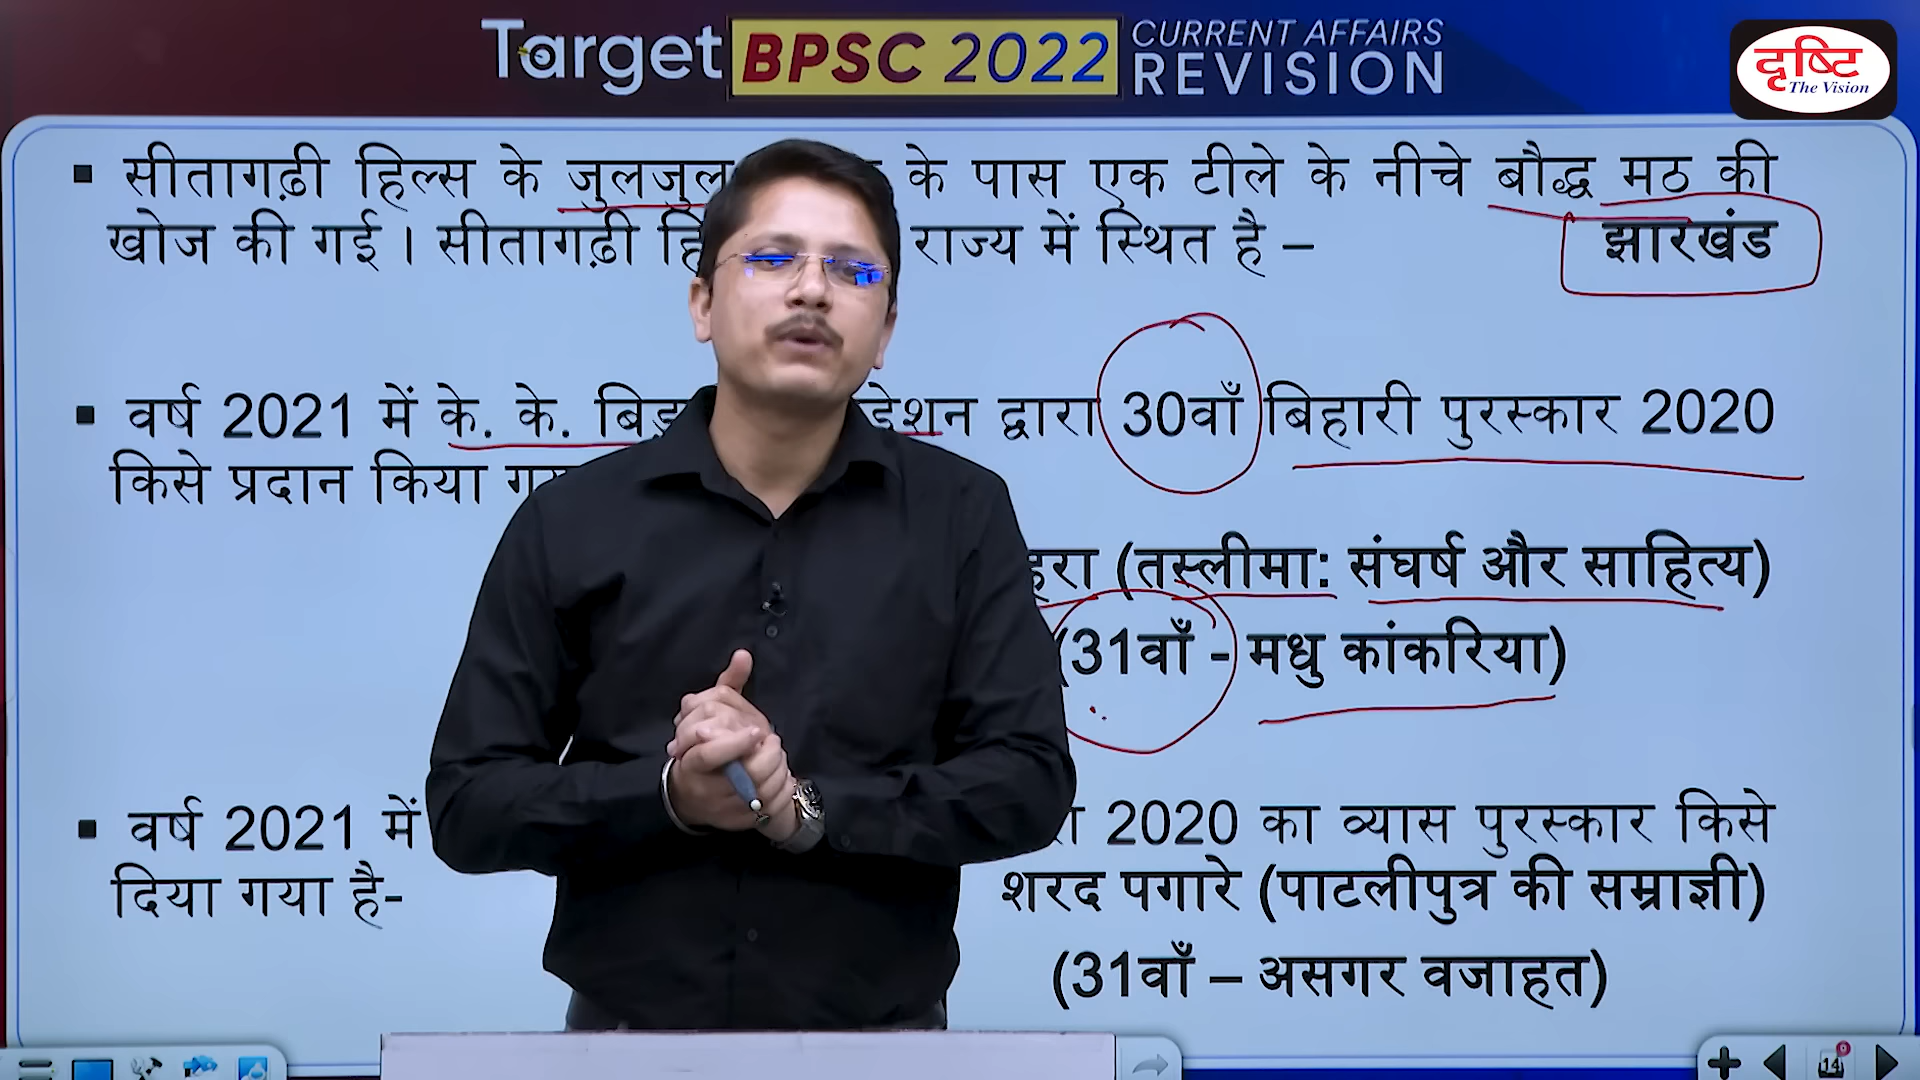 Target BPSC 2022 CURRENT AFFAIRS
REVISION
दृष्टि
The Vision
▪ सीतागढ़ी हिल्स के जुलजुल के पास एक टीले के नीचे बौद्ध मठ की
खोज की गई। सीतागढ़ी राज्य में स्थित है – झारखंड
▪ वर्ष 2021 में के. के. द्वारा 30वाँ बिहारी पुरस्कार 2020
किसे प्रदान किया
(तस्लीमा: संघर्ष और साहित्य)
(31वाँ - मधु कांकरिया)
▪ वर्ष 2021 में 2020 का व्यास पुरस्कार किसे
दिया गया है- शरद पगारे (पाटलीपुत्र की सम्राज्ञी)
(31वाँ – असगर वजाहत)
14